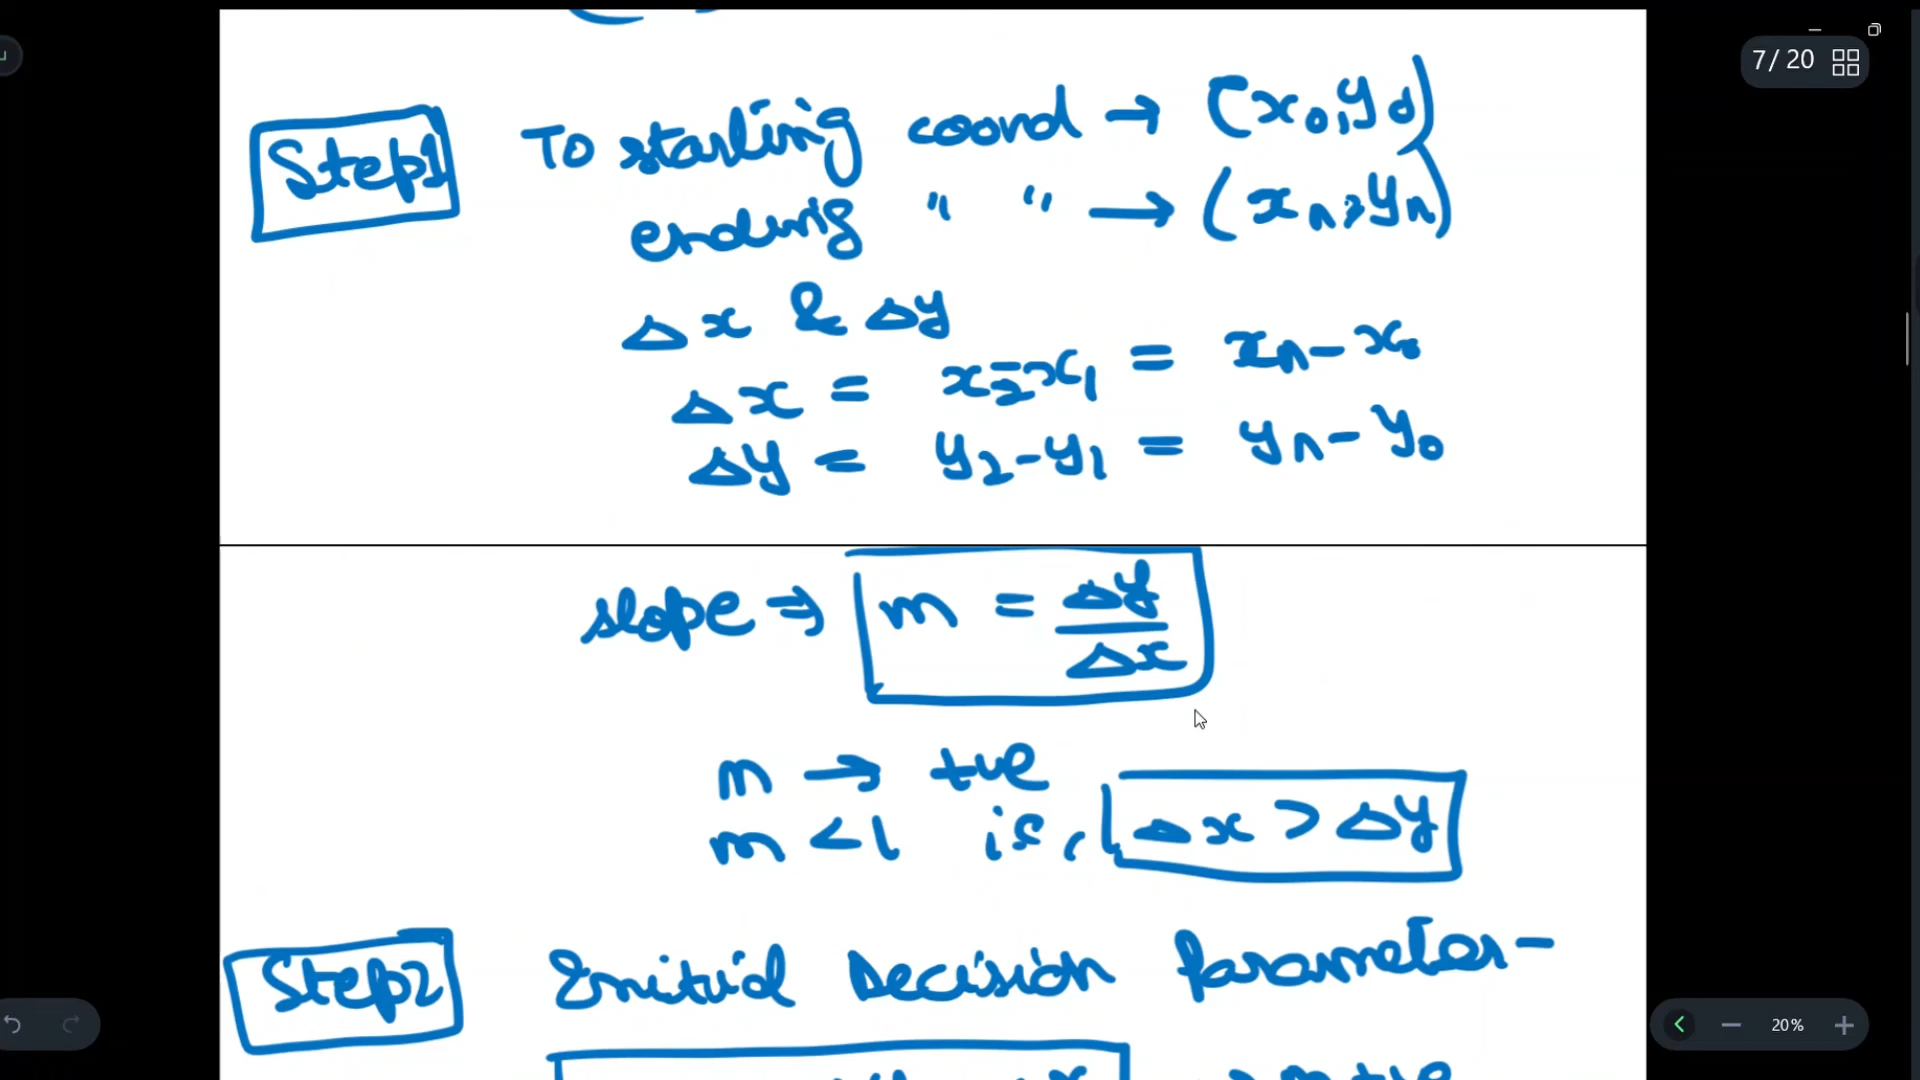 7/ 20
Step1 To starting coord → (x₀,y₀)
ending " " → (xₙ,yₙ)
Δx & Δy
Δx = x₂-x₁ = xₙ-x₀
Δy = y₂-y₁ = yₙ-y₀
slope ⇒ m = Δy/Δx
m → +ve
m <1 if, Δx > Δy
Step2 Initial Decision Parameter-
20%